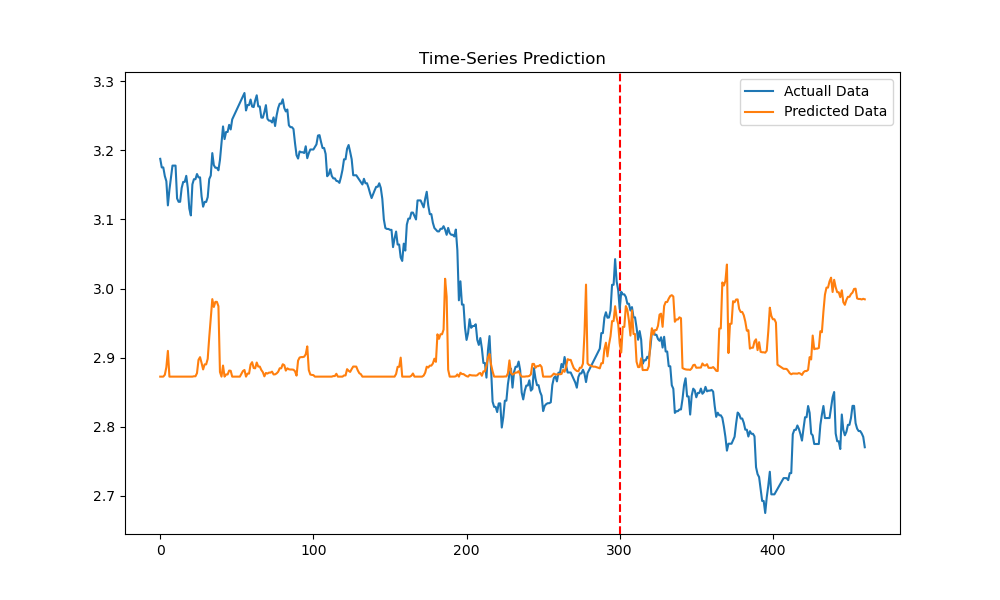 Time-Series Prediction
Actuall Data
Predicted Data
3.3
3.2
3.1
3.0
2.9
2.8
2.7
0 100 200 300 400